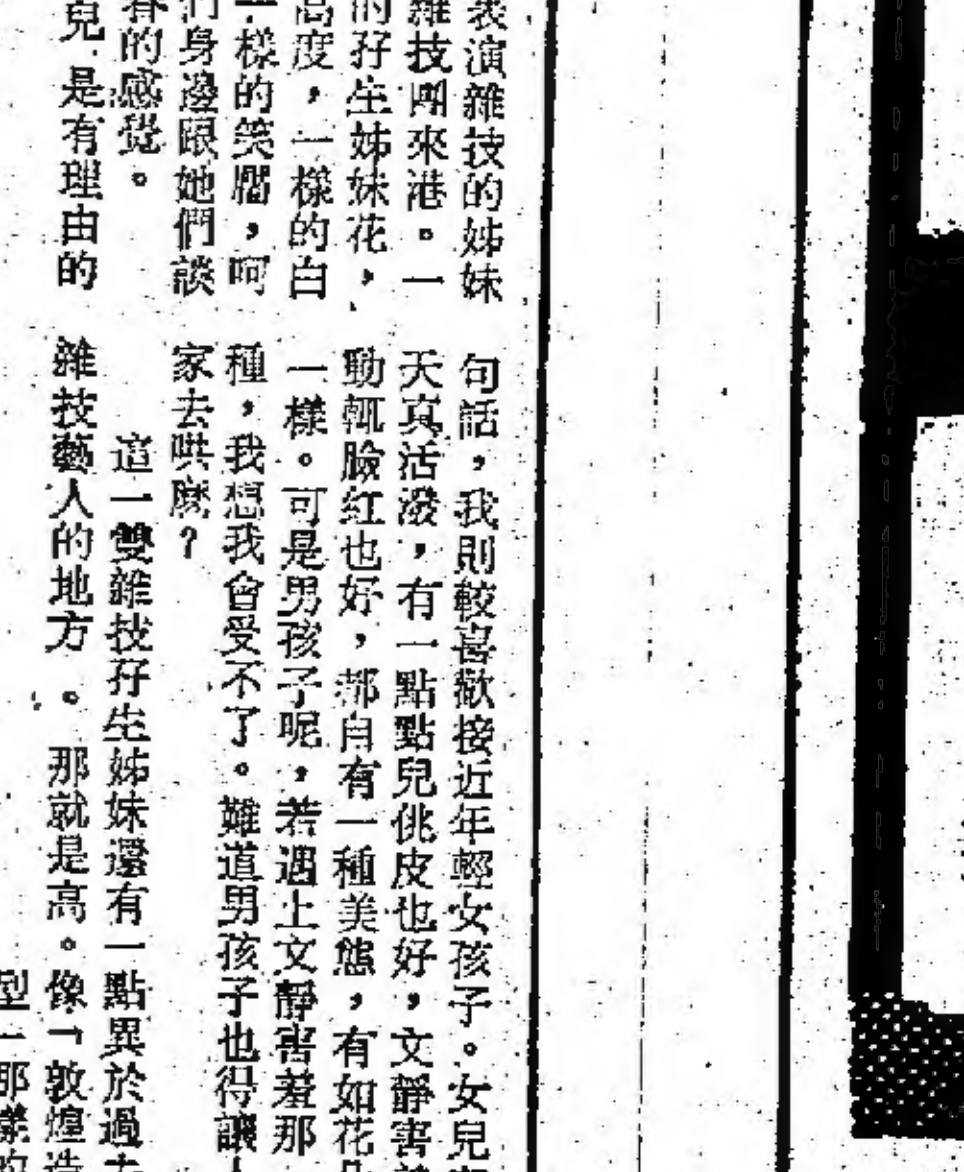 表演雜技的姊妹
雜技團來港。一
的孖生姊妹花，
高度，一樣的白
一樣的笑靨，呵
們身邊跟她們談
春的感覺。
兒是有理由的
句話，我則較喜歡接近年輕女孩子。女兒
天真活潑，有一點點兒佻皮也好，文靜害
動輒臉紅也好，都自有一種美態，有如花
一樣。可是男孩子呢，若遇上文靜害羞那
種，我想我會受不了。難道男孩子也得讓
家去哄麽？
這一雙雜技孖生姊妹還有一點異於過
雜技藝人的地方。那就是高。像「敦煌造
型一那樣的